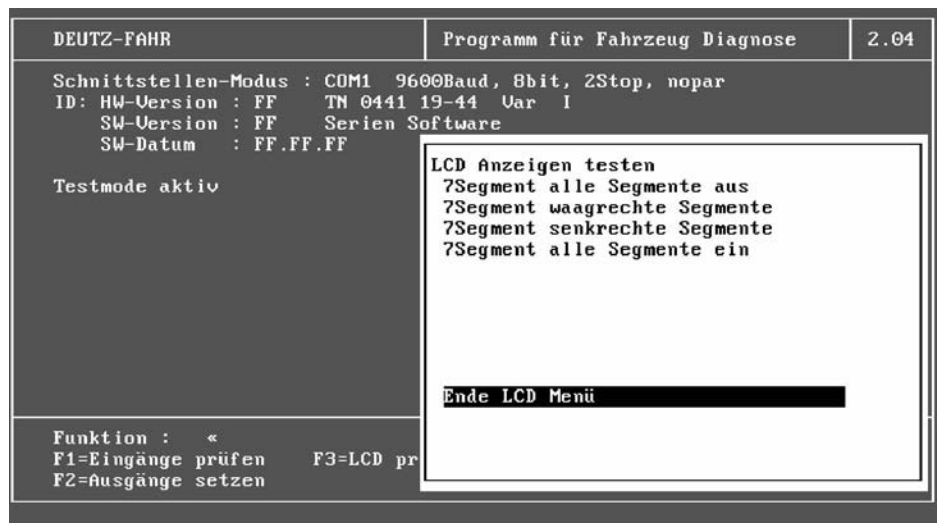 DEUTZ-FAHR
Programm für Fahrzeug Diagnose
2.04
Schnittstellen-Modus : COM1 9600Baud, 8bit, 2Stop, nopar
ID: HW-Version : FF TN 0441 19-44 Var I
SW-Version : FF Serien Software
SW-Datum : FF.FF.FF
Testmode aktiv
LCD Anzeigen testen
7Segment alle Segmente aus
7Segment waagrechte Segmente
7Segment senkrechte Segmente
7Segment alle Segmente ein
Ende LCD Menü
Funktion : «
F1=Eingänge prüfen F3=LCD pr
F2=Ausgänge setzen